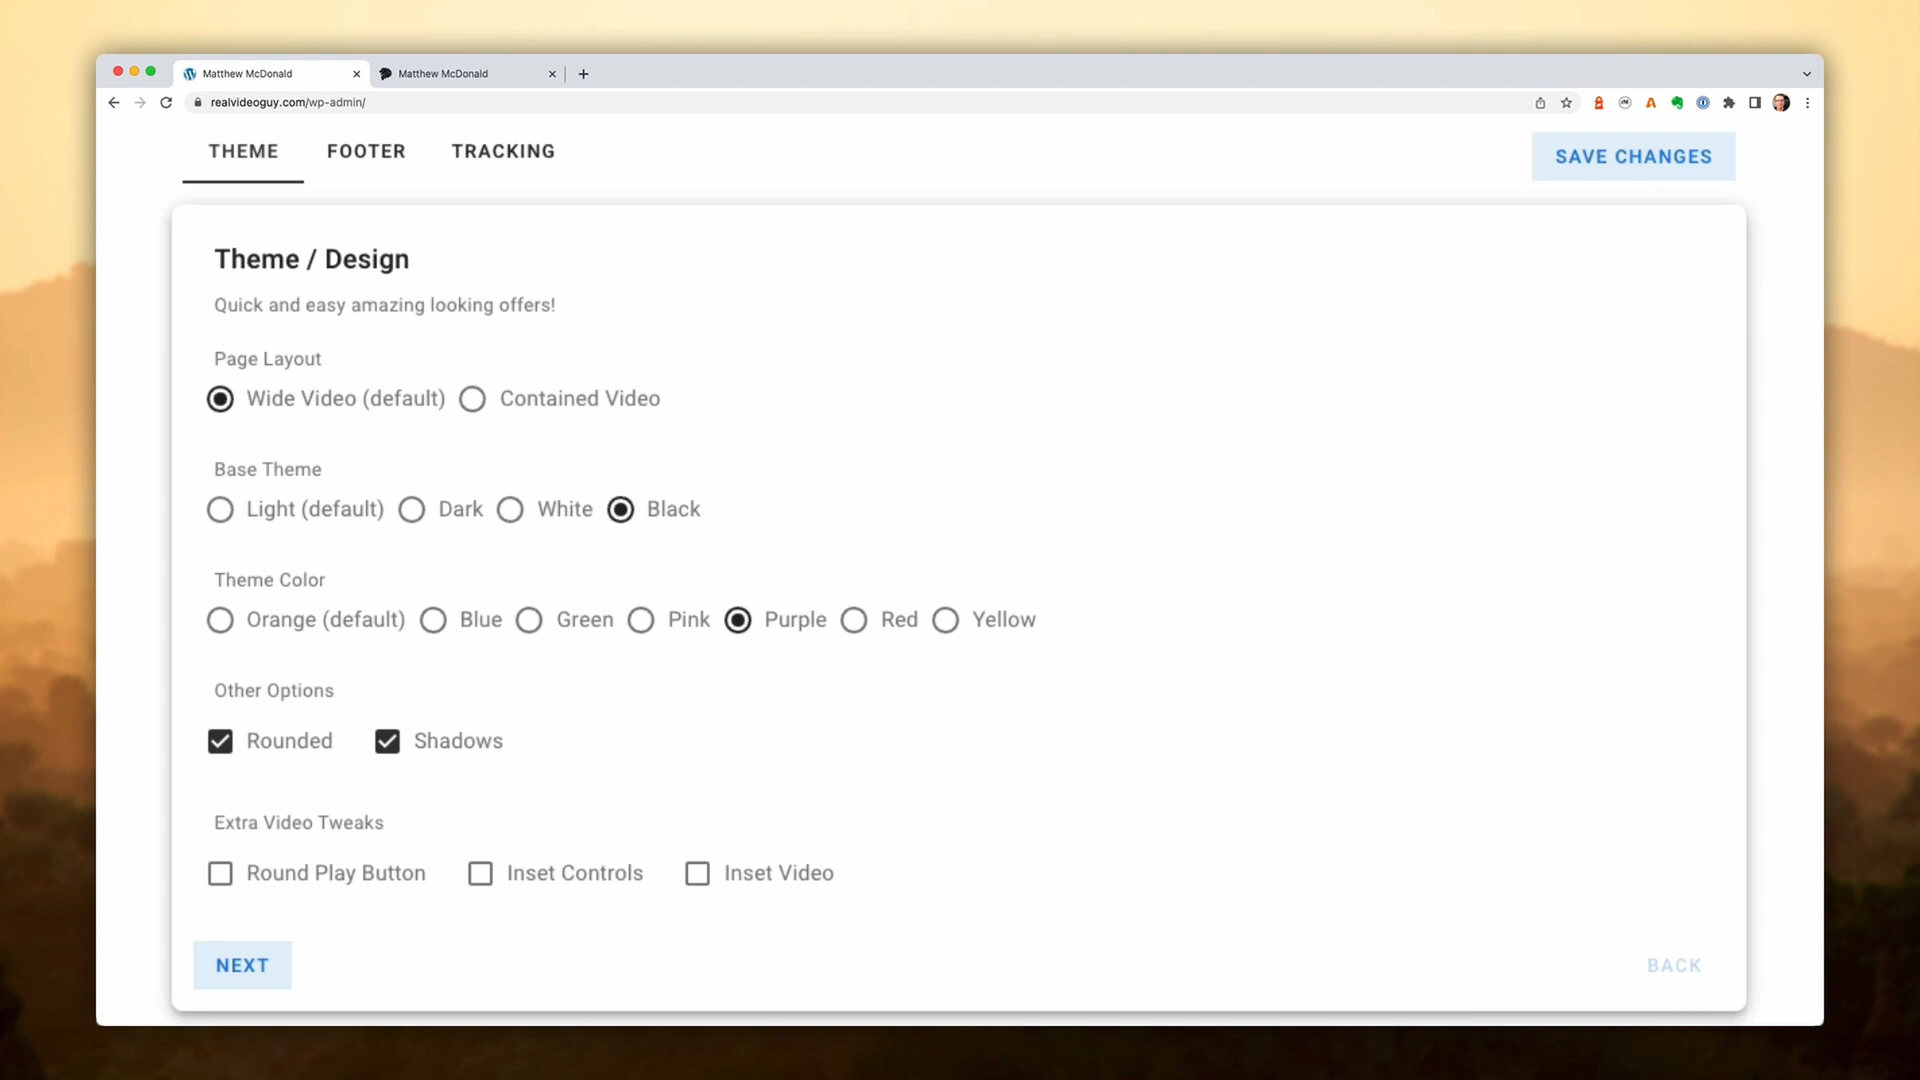 Matthew McDonald
Matthew McDonald
realvideoguy.com/wp-admin/
THEME
FOOTER
TRACKING
SAVE CHANGES
Theme / Design
Quick and easy amazing looking offers!
Page Layout
Wide Video (default)
Contained Video
Base Theme
Light (default)
Dark
White
Black
Theme Color
Orange (default)
Blue
Green
Pink
Purple
Red
Yellow
Other Options
Rounded
Shadows
Extra Video Tweaks
Round Play Button
Inset Controls
Inset Video
NEXT
BACK